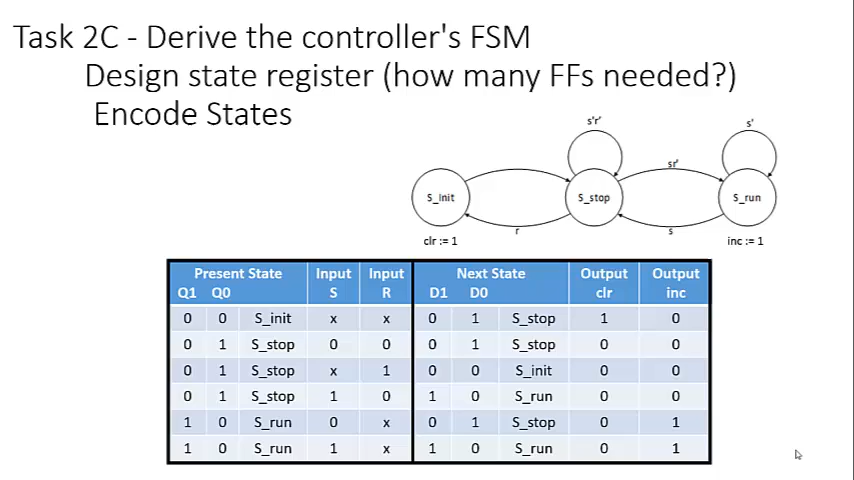 Task 2C - Derive the controller's FSM
Design state register (how many FFs needed?)
Encode States
s'r'
s'
sr'
S_Init
S_stop
S_run
r
s
clr := 1
inc := 1
Present State Input Input Next State Output Output
Q1 Q0 S R D1 D0 clr inc
0 0 S_init x x 0 1 S_stop 1 0
0 1 S_stop 0 0 0 1 S_stop 0 0
0 1 S_stop x 1 0 0 S_init 0 0
0 1 S_stop 1 0 1 0 S_run 0 0
1 0 S_run 0 x 0 1 S_stop 0 1
1 0 S_run 1 x 1 0 S_run 0 1